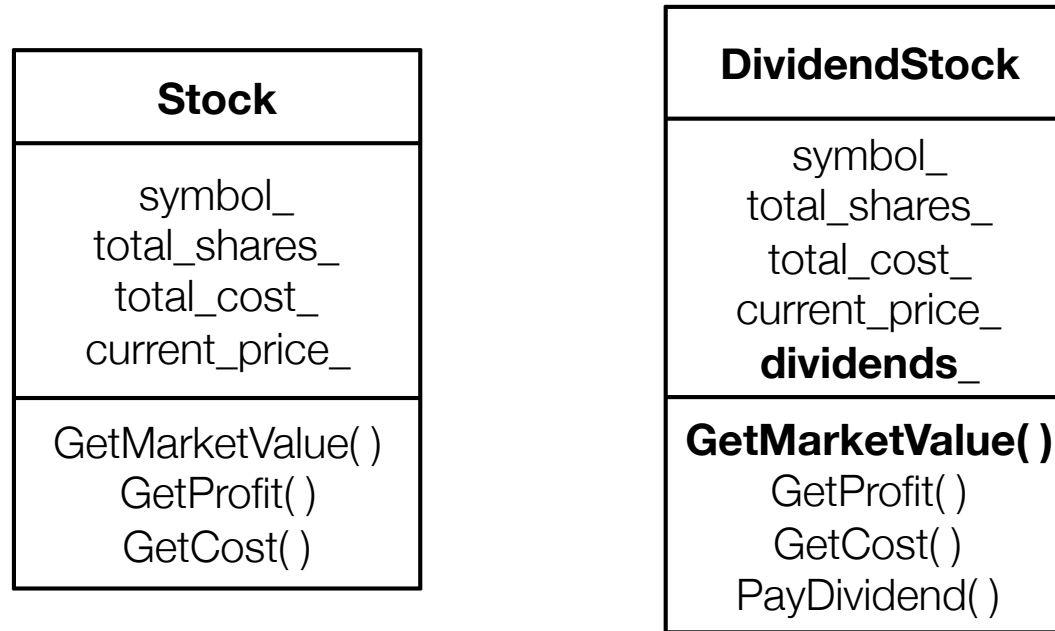 Stock
symbol_
total_shares_
total_cost_
current_price_
GetMarketValue( )
GetProfit( )
GetCost( )
DividendStock
symbol_
total_shares_
total_cost_
current_price_
dividends_
GetMarketValue( )
GetProfit( )
GetCost( )
PayDividend( )